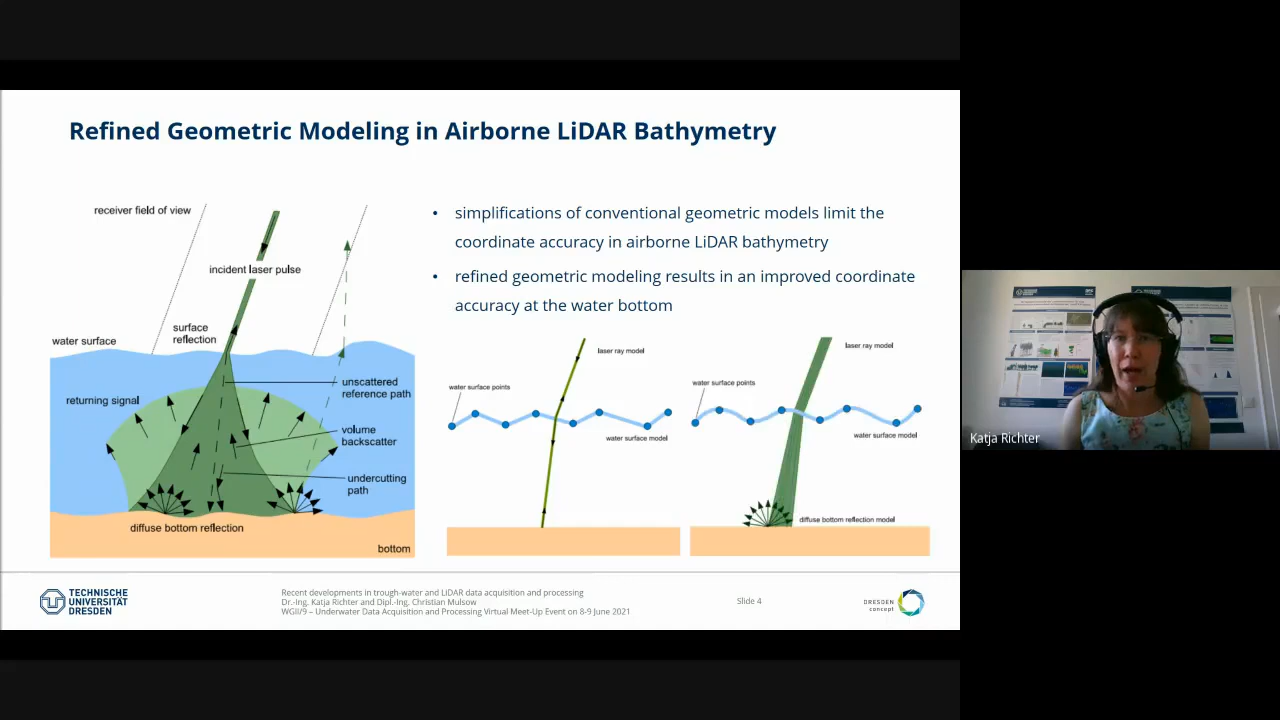 Refined Geometric Modeling in Airborne LiDAR Bathymetry
receiver field of view
incident laser pulse
surface
reflection
water surface
unscattered
reference path
returning signal
volume
backscatter
undercutting
path
diffuse bottom reflection
bottom
• simplifications of conventional geometric models limit the
coordinate accuracy in airborne LiDAR bathymetry
• refined geometric modeling results in an improved coordinate
accuracy at the water bottom
laser ray model
water surface points
water surface model
laser ray model
water surface points
water surface model
diffuse bottom reflection model
TECHNISCHE
UNIVERSITÄT
DRESDEN
Recent developments in trough-water and LiDAR data acquisition and processing
Dr.-Ing. Katja Richter and Dipl.-Ing. Christian Mulsow
WGII/9 – Underwater Data Acquisition and Processing Virtual Meet-Up Event on 8-9 June 2021
Slide 4
DRESDEN
concept
Katja Richter